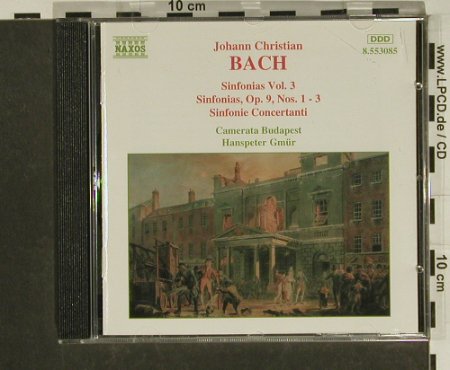 10 cm
NAXOS
DDD
8.553085
Johann Christian
BACH
Sinfonias Vol. 3
Sinfonias, Op. 9, Nos. 1 - 3
Sinfonie Concertanti
Camerata Budapest
Hanspeter Gmür
www.LPCD.de / CD
10 cm